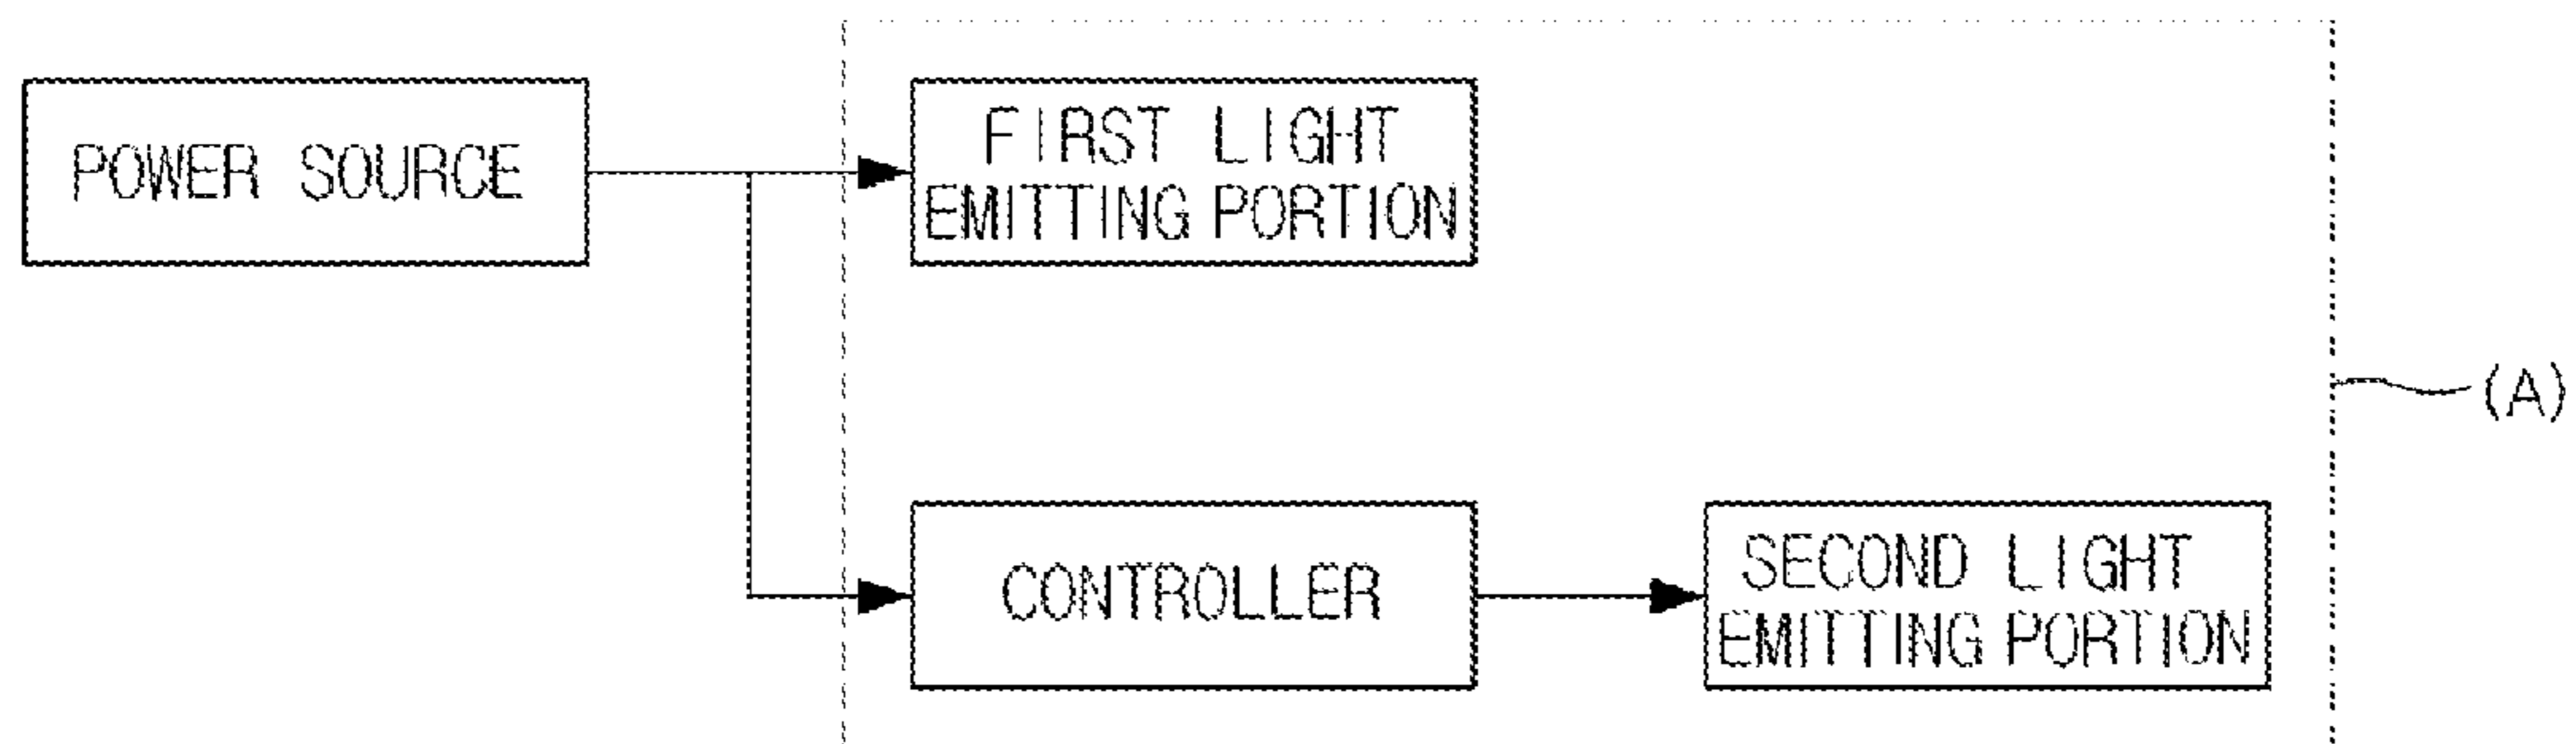 POWER SOURCE
FIRST LIGHT
EMITTING PORTION
(A)
CONTROLLER
SECOND LIGHT
EMITTING PORTION